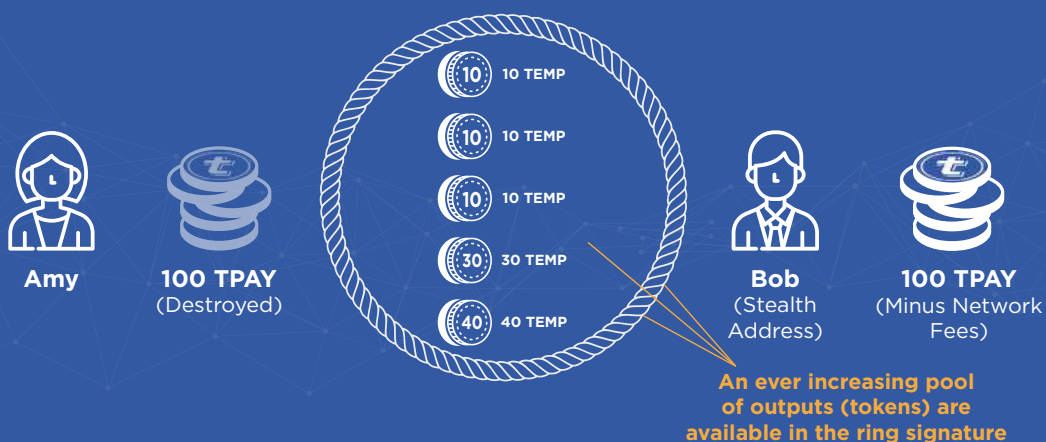 10 10 TEMP
10 10 TEMP
10 10 TEMP
30 30 TEMP
40 40 TEMP
Amy
100 TPAY
(Destroyed)
Bob
(Stealth
Address)
100 TPAY
(Minus Network
Fees)
An ever increasing pool
of outputs (tokens) are
available in the ring signature